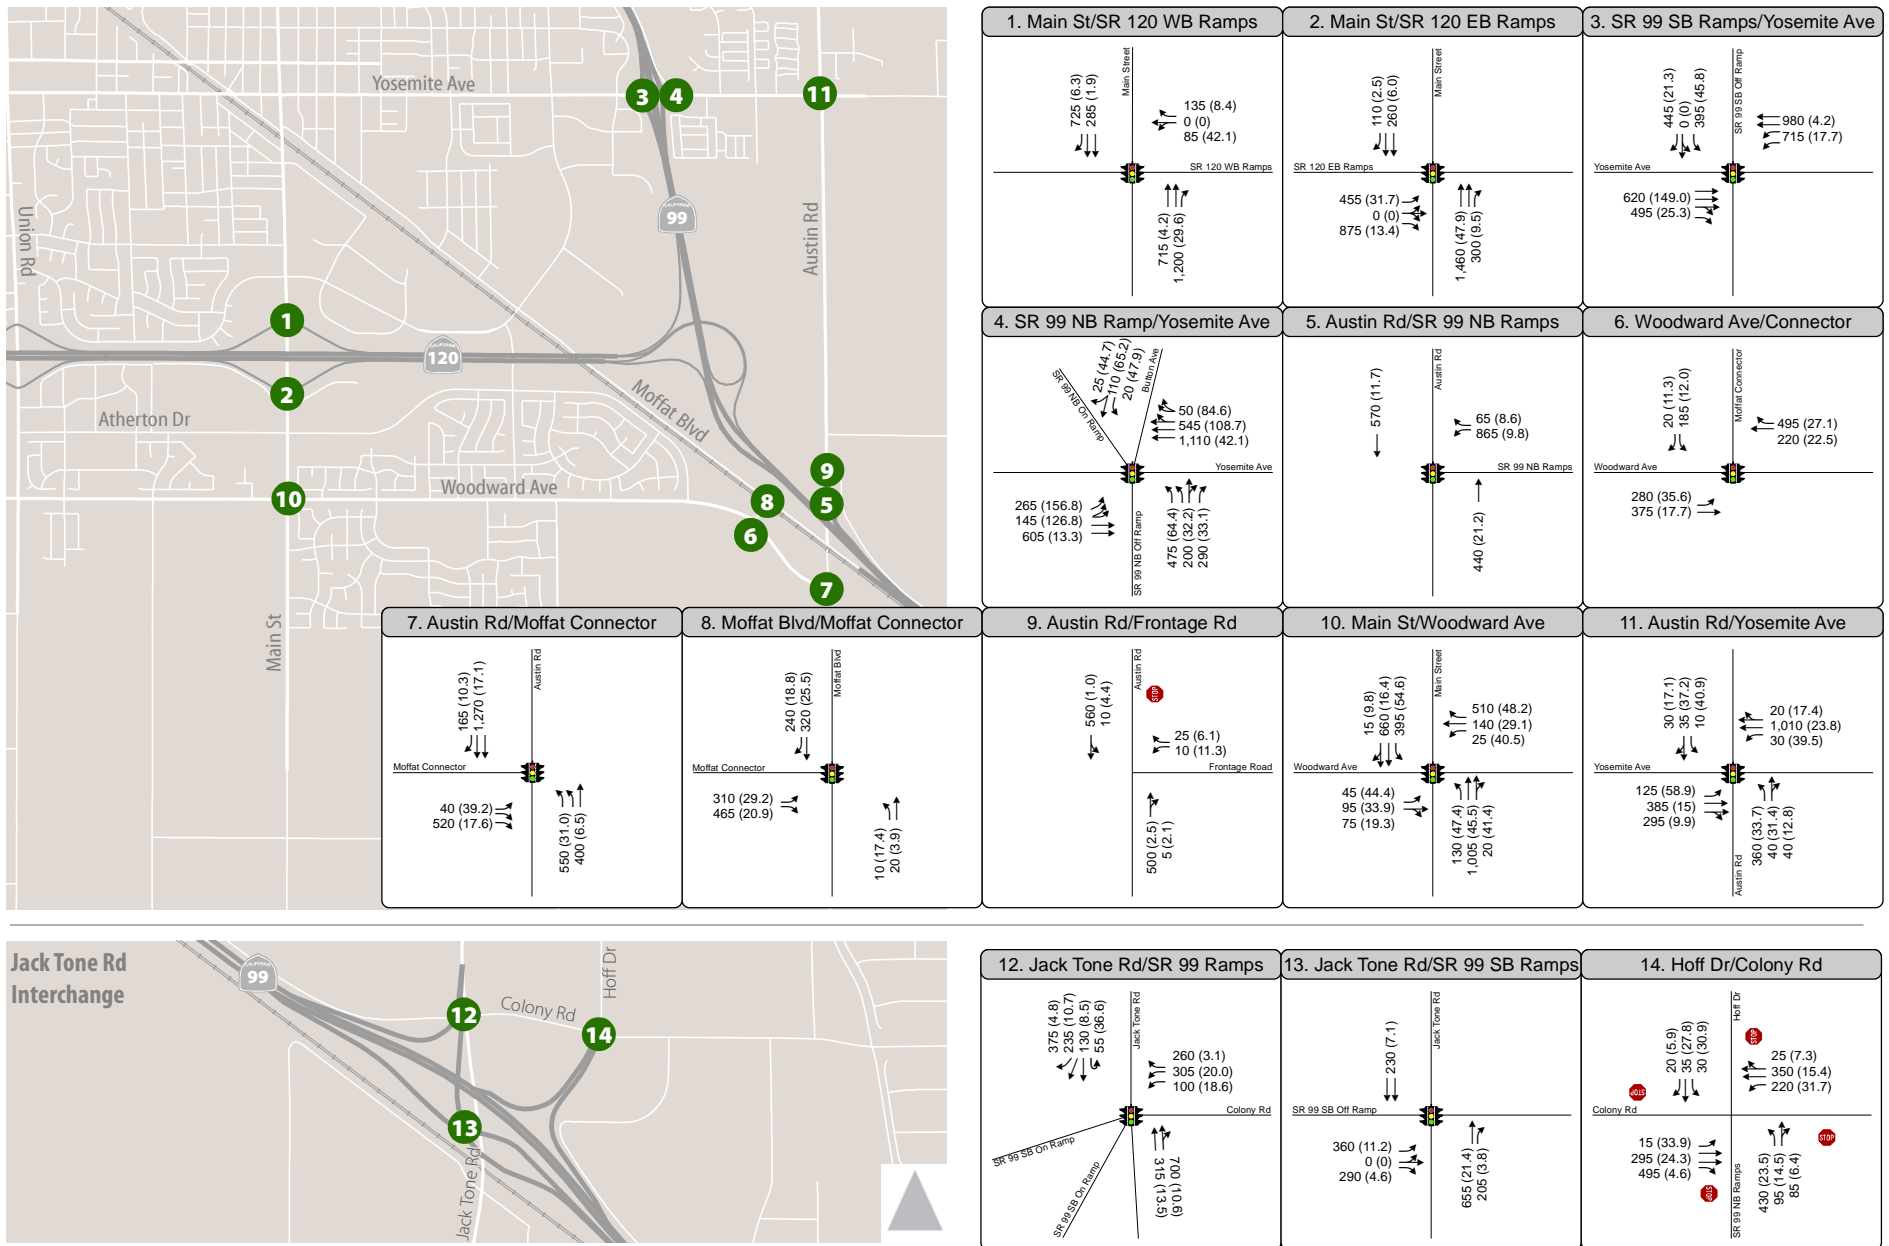 Yosemite Ave
3
4
11
Union Rd
CALIFORNIA
99
Austin Rd
1
CALIFORNIA
120
2
Atherton Dr
Moffat Blvd
9
10
Woodward Ave
8
5
6
7
Main St
1. Main St/SR 120 WB Ramps
725 (6.3)
285 (1.9)
Main Street
135 (8.4)
0 (0)
85 (42.1)
SR 120 WB Ramps
715 (4.2)
1,200 (29.6)
2. Main St/SR 120 EB Ramps
110 (2.5)
260 (6.0)
Main Street
SR 120 EB Ramps
455 (31.7)
0 (0)
875 (13.4)
1,460 (47.9)
300 (9.5)
3. SR 99 SB Ramps/Yosemite Ave
445 (21.3)
0 (0)
395 (45.8)
SR 99 SB Off Ramp
980 (4.2)
715 (17.7)
Yosemite Ave
620 (149.0)
495 (25.3)
4. SR 99 NB Ramp/Yosemite Ave
25 (44.7)
110 (65.2)
20 (47.9)
SR 99 NB On Ramp
Button Ave
50 (84.6)
545 (108.7)
1,110 (42.1)
Yosemite Ave
265 (156.8)
145 (126.8)
605 (13.3)
SR 99 NB Off Ramp
475 (64.4)
200 (32.2)
290 (33.1)
5. Austin Rd/SR 99 NB Ramps
570 (11.7)
Austin Rd
65 (8.6)
865 (9.8)
SR 99 NB Ramps
440 (21.2)
6. Woodward Ave/Connector
20 (11.3)
185 (12.0)
Moffat Connector
495 (27.1)
220 (22.5)
Woodward Ave
280 (35.6)
375 (17.7)
7. Austin Rd/Moffat Connector
165 (10.3)
1,270 (17.1)
Austin Rd
Moffat Connector
40 (39.2)
520 (17.6)
550 (31.0)
400 (6.5)
8. Moffat Blvd/Moffat Connector
240 (18.8)
320 (25.5)
Moffat Blvd
Moffat Connector
310 (29.2)
465 (20.9)
10 (17.4)
20 (3.9)
9. Austin Rd/Frontage Rd
560 (1.0)
10 (4.4)
Austin Rd
STOP
25 (6.1)
10 (11.3)
Frontage Road
500 (2.5)
5 (2.1)
10. Main St/Woodward Ave
15 (9.8)
660 (16.4)
395 (54.6)
Main Street
510 (48.2)
140 (29.1)
25 (40.5)
Woodward Ave
45 (44.4)
95 (33.9)
75 (19.3)
130 (47.4)
1,005 (45.5)
20 (41.4)
11. Austin Rd/Yosemite Ave
30 (17.1)
35 (37.2)
10 (40.9)
20 (17.4)
1,010 (23.8)
30 (39.5)
Yosemite Ave
125 (58.9)
385 (15)
295 (9.9)
Austin Rd
360 (33.7)
40 (31.4)
40 (12.8)
Jack Tone Rd
Interchange
CALIFORNIA
99
Hoff Dr
12
Colony Rd
14
13
Jack Tone Rd
12. Jack Tone Rd/SR 99 Ramps
375 (4.8)
235 (10.7)
130 (8.5)
55 (36.6)
Jack Tone Rd
260 (3.1)
305 (20.0)
100 (18.6)
Colony Rd
SR 99 SB On Ramp
SR 99 SB On Ramp
315 (13.5)
700 (10.6)
13. Jack Tone Rd/SR 99 SB Ramps
230 (7.1)
Jack Tone Rd
SR 99 SB Off Ramp
360 (11.2)
0 (0)
290 (4.6)
655 (21.4)
205 (3.8)
14. Hoff Dr/Colony Rd
20 (5.9)
35 (27.8)
30 (30.9)
Hoff Dr
STOP
25 (7.3)
350 (15.4)
220 (31.7)
STOP
Colony Rd
15 (33.9)
295 (24.3)
495 (4.6)
STOP
STOP
SR 99 NB Ramps
430 (23.5)
95 (14.5)
85 (6.4)